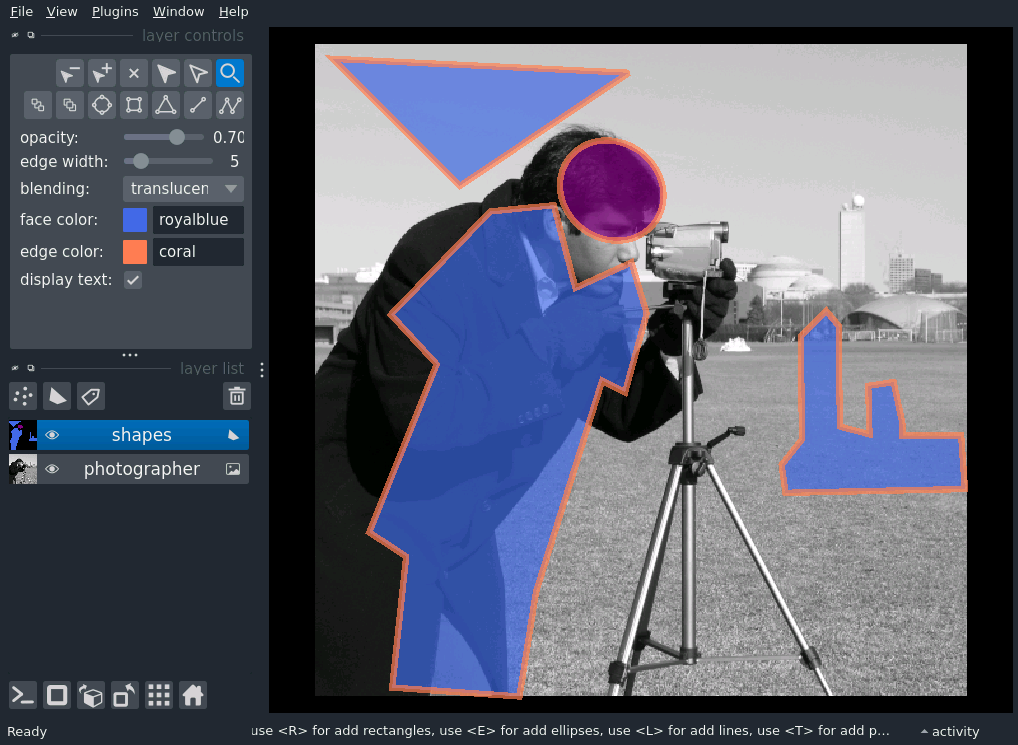 File View Plugins Window Help
layer controls
opacity: 0.70
edge width: 5
blending: translucen
face color: royalblue
edge color: coral
display text:
layer list
shapes
photographer
Ready use <R> for add rectangles, use <E> for add ellipses, use <L> for add lines, use <T> for add p... activity